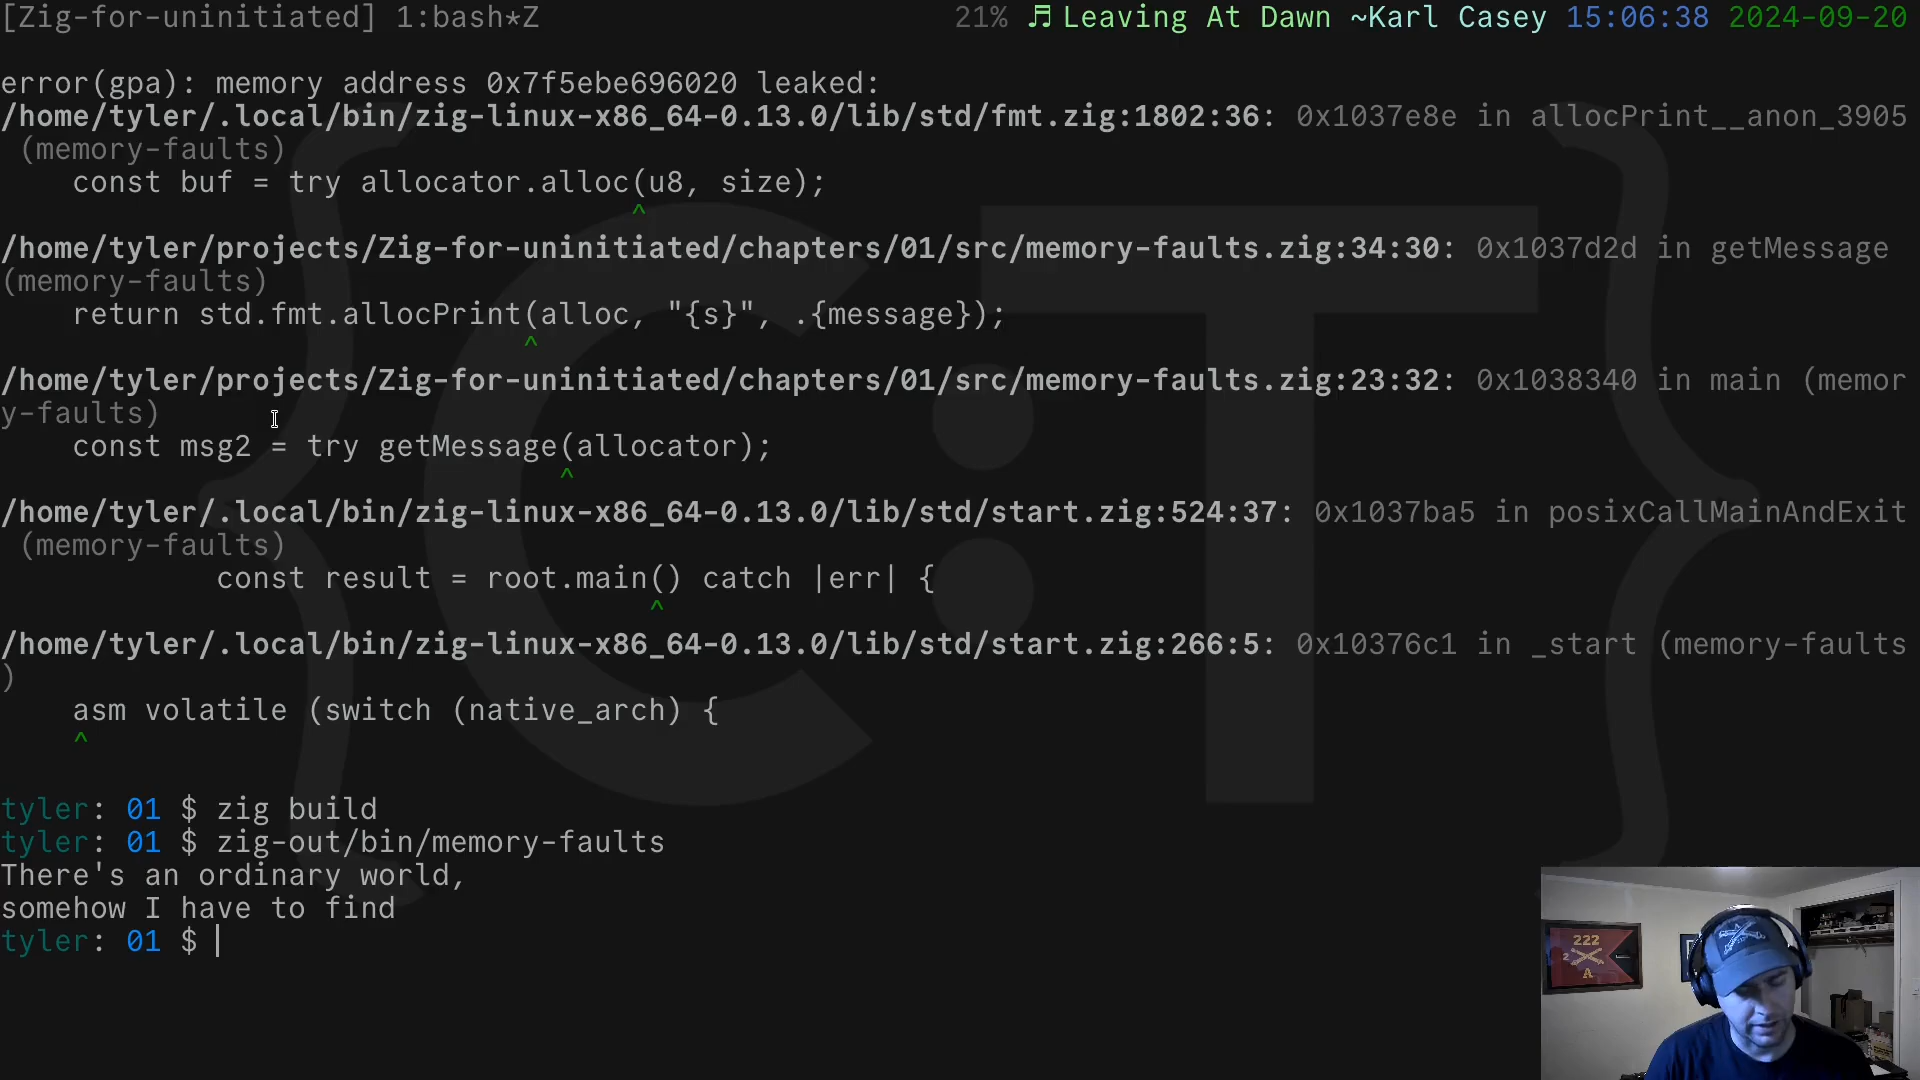 [Zig-for-uninitiated] 1:bash*Z 21% ♬ Leaving At Dawn ~Karl Casey 15:06:38 2024-09-20
error(gpa): memory address 0x7f5ebe696020 leaked:
/home/tyler/.local/bin/zig-linux-x86_64-0.13.0/lib/std/fmt.zig:1802:36: 0x1037e8e in allocPrint__anon_3905
(memory-faults)
const buf = try allocator.alloc(u8, size);
^
/home/tyler/projects/Zig-for-uninitiated/chapters/01/src/memory-faults.zig:34:30: 0x1037d2d in getMessage
(memory-faults)
return std.fmt.allocPrint(alloc, "{s}", .{message});
^
/home/tyler/projects/Zig-for-uninitiated/chapters/01/src/memory-faults.zig:23:32: 0x1038340 in main (memor
y-faults)
const msg2 = try getMessage(allocator);
^
/home/tyler/.local/bin/zig-linux-x86_64-0.13.0/lib/std/start.zig:524:37: 0x1037ba5 in posixCallMainAndExit
(memory-faults)
const result = root.main() catch |err| {
^
/home/tyler/.local/bin/zig-linux-x86_64-0.13.0/lib/std/start.zig:266:5: 0x10376c1 in _start (memory-faults
)
asm volatile (switch (native_arch) {
^
tyler: 01 $ zig build
tyler: 01 $ zig-out/bin/memory-faults
There's an ordinary world,
somehow I have to find
tyler: 01 $
{C:T}
222
2
A